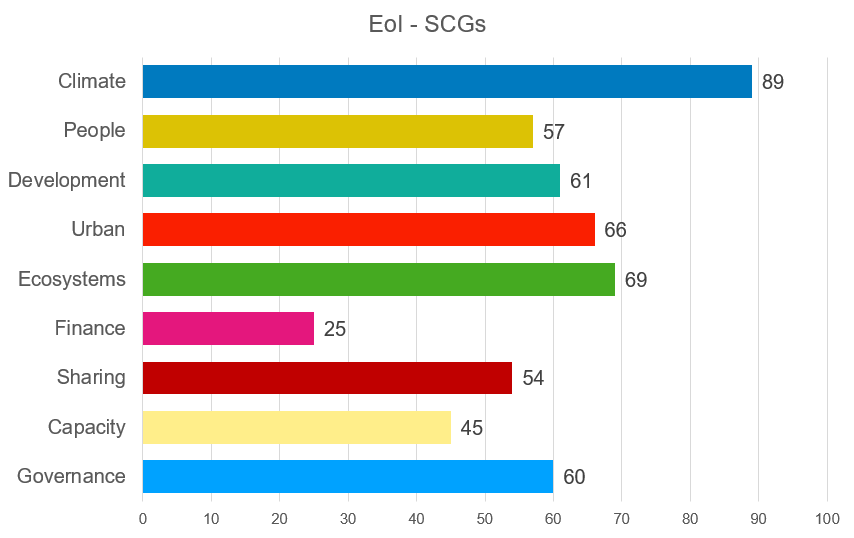 EoI - SCGs
Climate 89
People 57
Development 61
Urban 66
Ecosystems 69
Finance 25
Sharing 54
Capacity 45
Governance 60
0 10 20 30 40 50 60 70 80 90 100